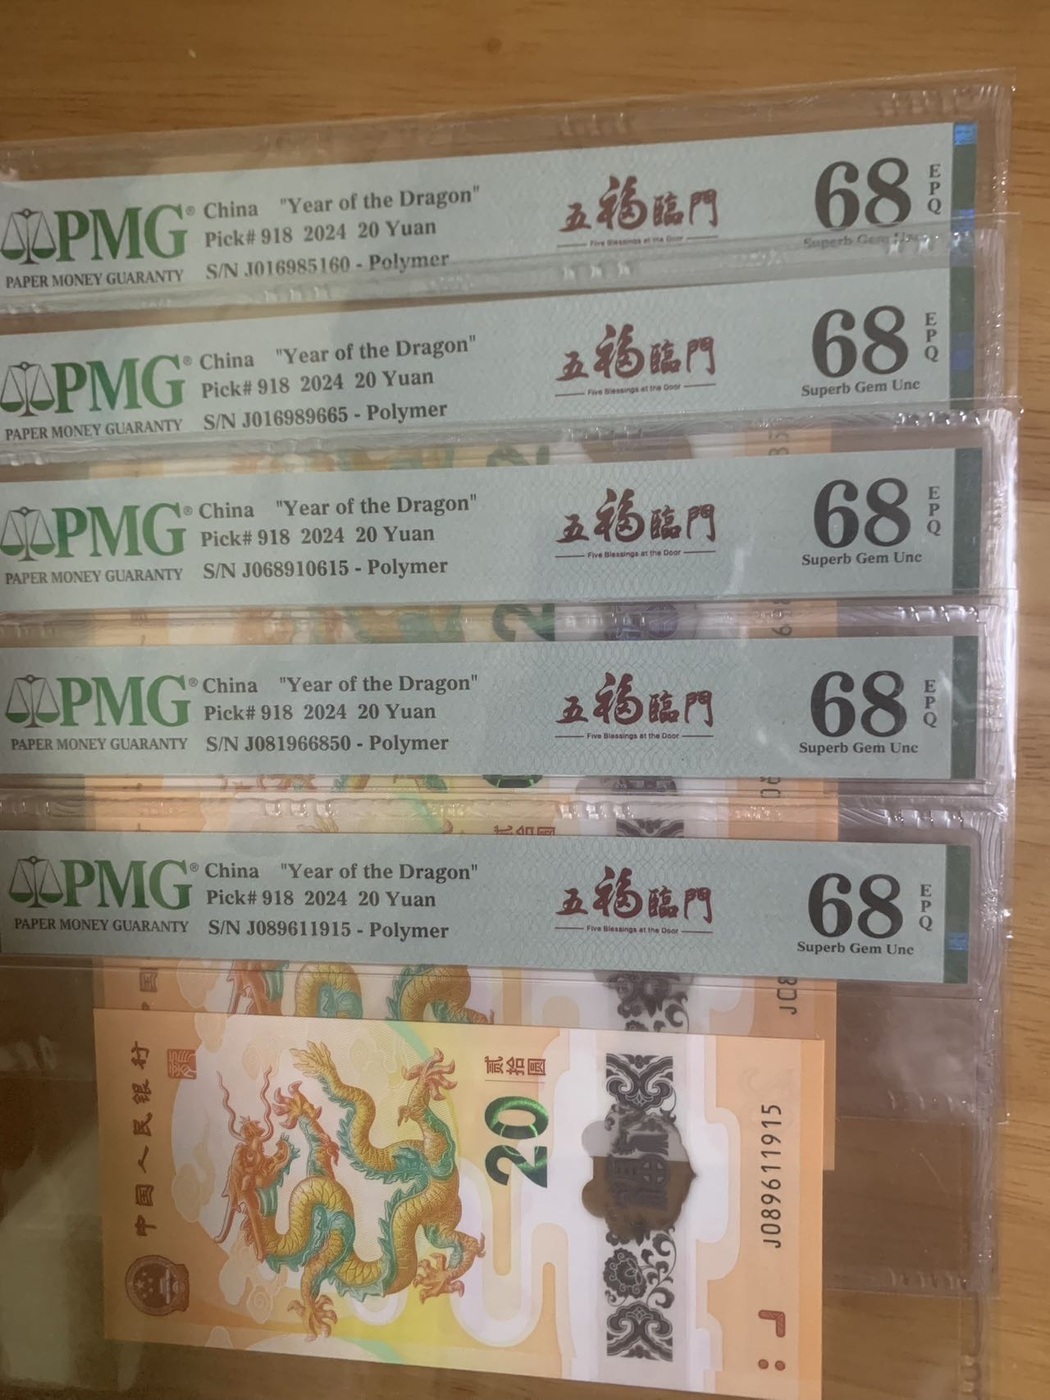 PMG®
PAPER MONEY GUARANTY
China "Year of the Dragon"
Pick# 918 2024 20 Yuan
S/N J016985160 - Polymer
五福臨門
Five Blessings at the Door
68
EPQ
Superb Gem Unc
PMG®
PAPER MONEY GUARANTY
China "Year of the Dragon"
Pick# 918 2024 20 Yuan
S/N J016989665 - Polymer
五福臨門
Five Blessings at the Door
68
EPQ
Superb Gem Unc
PMG®
PAPER MONEY GUARANTY
China "Year of the Dragon"
Pick# 918 2024 20 Yuan
S/N J068910615 - Polymer
五福臨門
Five Blessings at the Door
68
EPQ
Superb Gem Unc
PMG®
PAPER MONEY GUARANTY
China "Year of the Dragon"
Pick# 918 2024 20 Yuan
S/N J081966850 - Polymer
五福臨門
Five Blessings at the Door
68
EPQ
Superb Gem Unc
PMG®
PAPER MONEY GUARANTY
China "Year of the Dragon"
Pick# 918 2024 20 Yuan
S/N J089611915 - Polymer
五福臨門
Five Blessings at the Door
68
EPQ
Superb Gem Unc
中国人民银行
贰拾圆
20
J089611915